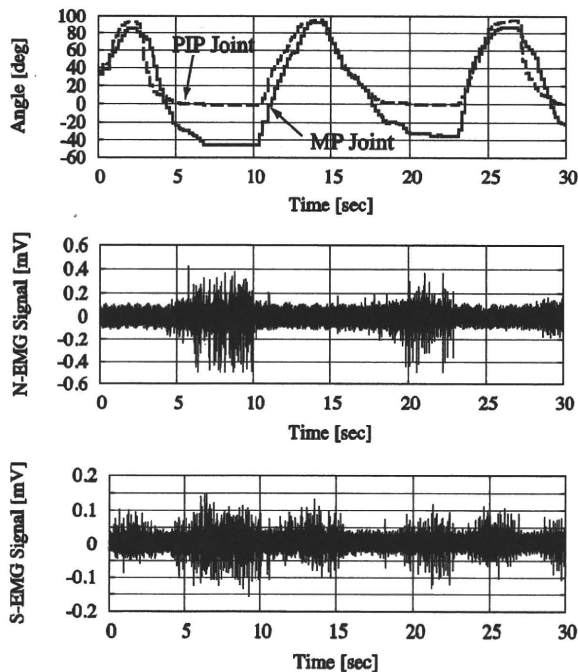 Angle [deg]
100
80
60
40
20
0
-20
-40
-60
PIP Joint
MP Joint
0 5 10 15 20 25 30
Time [sec]
N-EMG Signal [mV]
0.6
0.4
0.2
0
-0.2
-0.4
-0.6
0 5 10 15 20 25 30
Time [sec]
S-EMG Signal [mV]
0.2
0.1
0
-0.1
-0.2
0 5 10 15 20 25 30
Time [sec]